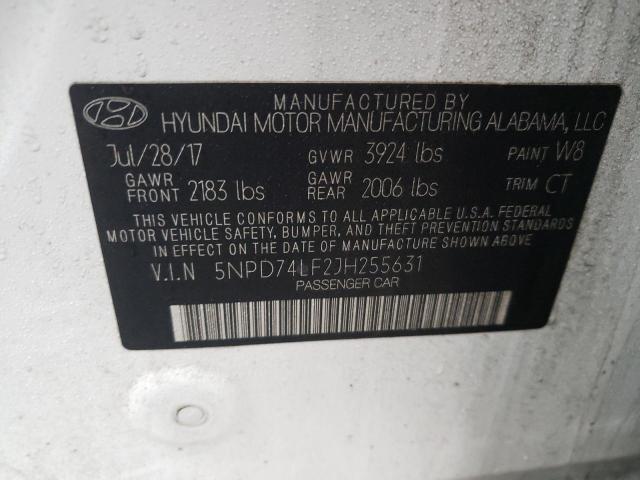 MANUFACTURED BY
HYUNDAI MOTOR MANUFACTURING ALABAMA, LLC
Jul/28/17 GVWR 3924 lbs PAINT W8
GAWR FRONT 2183 lbs GAWR REAR 2006 lbs TRIM CT
THIS VEHICLE CONFORMS TO ALL APPLICABLE U.S.A. FEDERAL
MOTOR VEHICLE SAFETY, BUMPER, AND THEFT PREVENTION STANDARDS
IN EFFECT ON THE DATE OF MANUFACTURE SHOWN ABOVE
V.I.N 5NPD74LF2JH255631
PASSENGER CAR